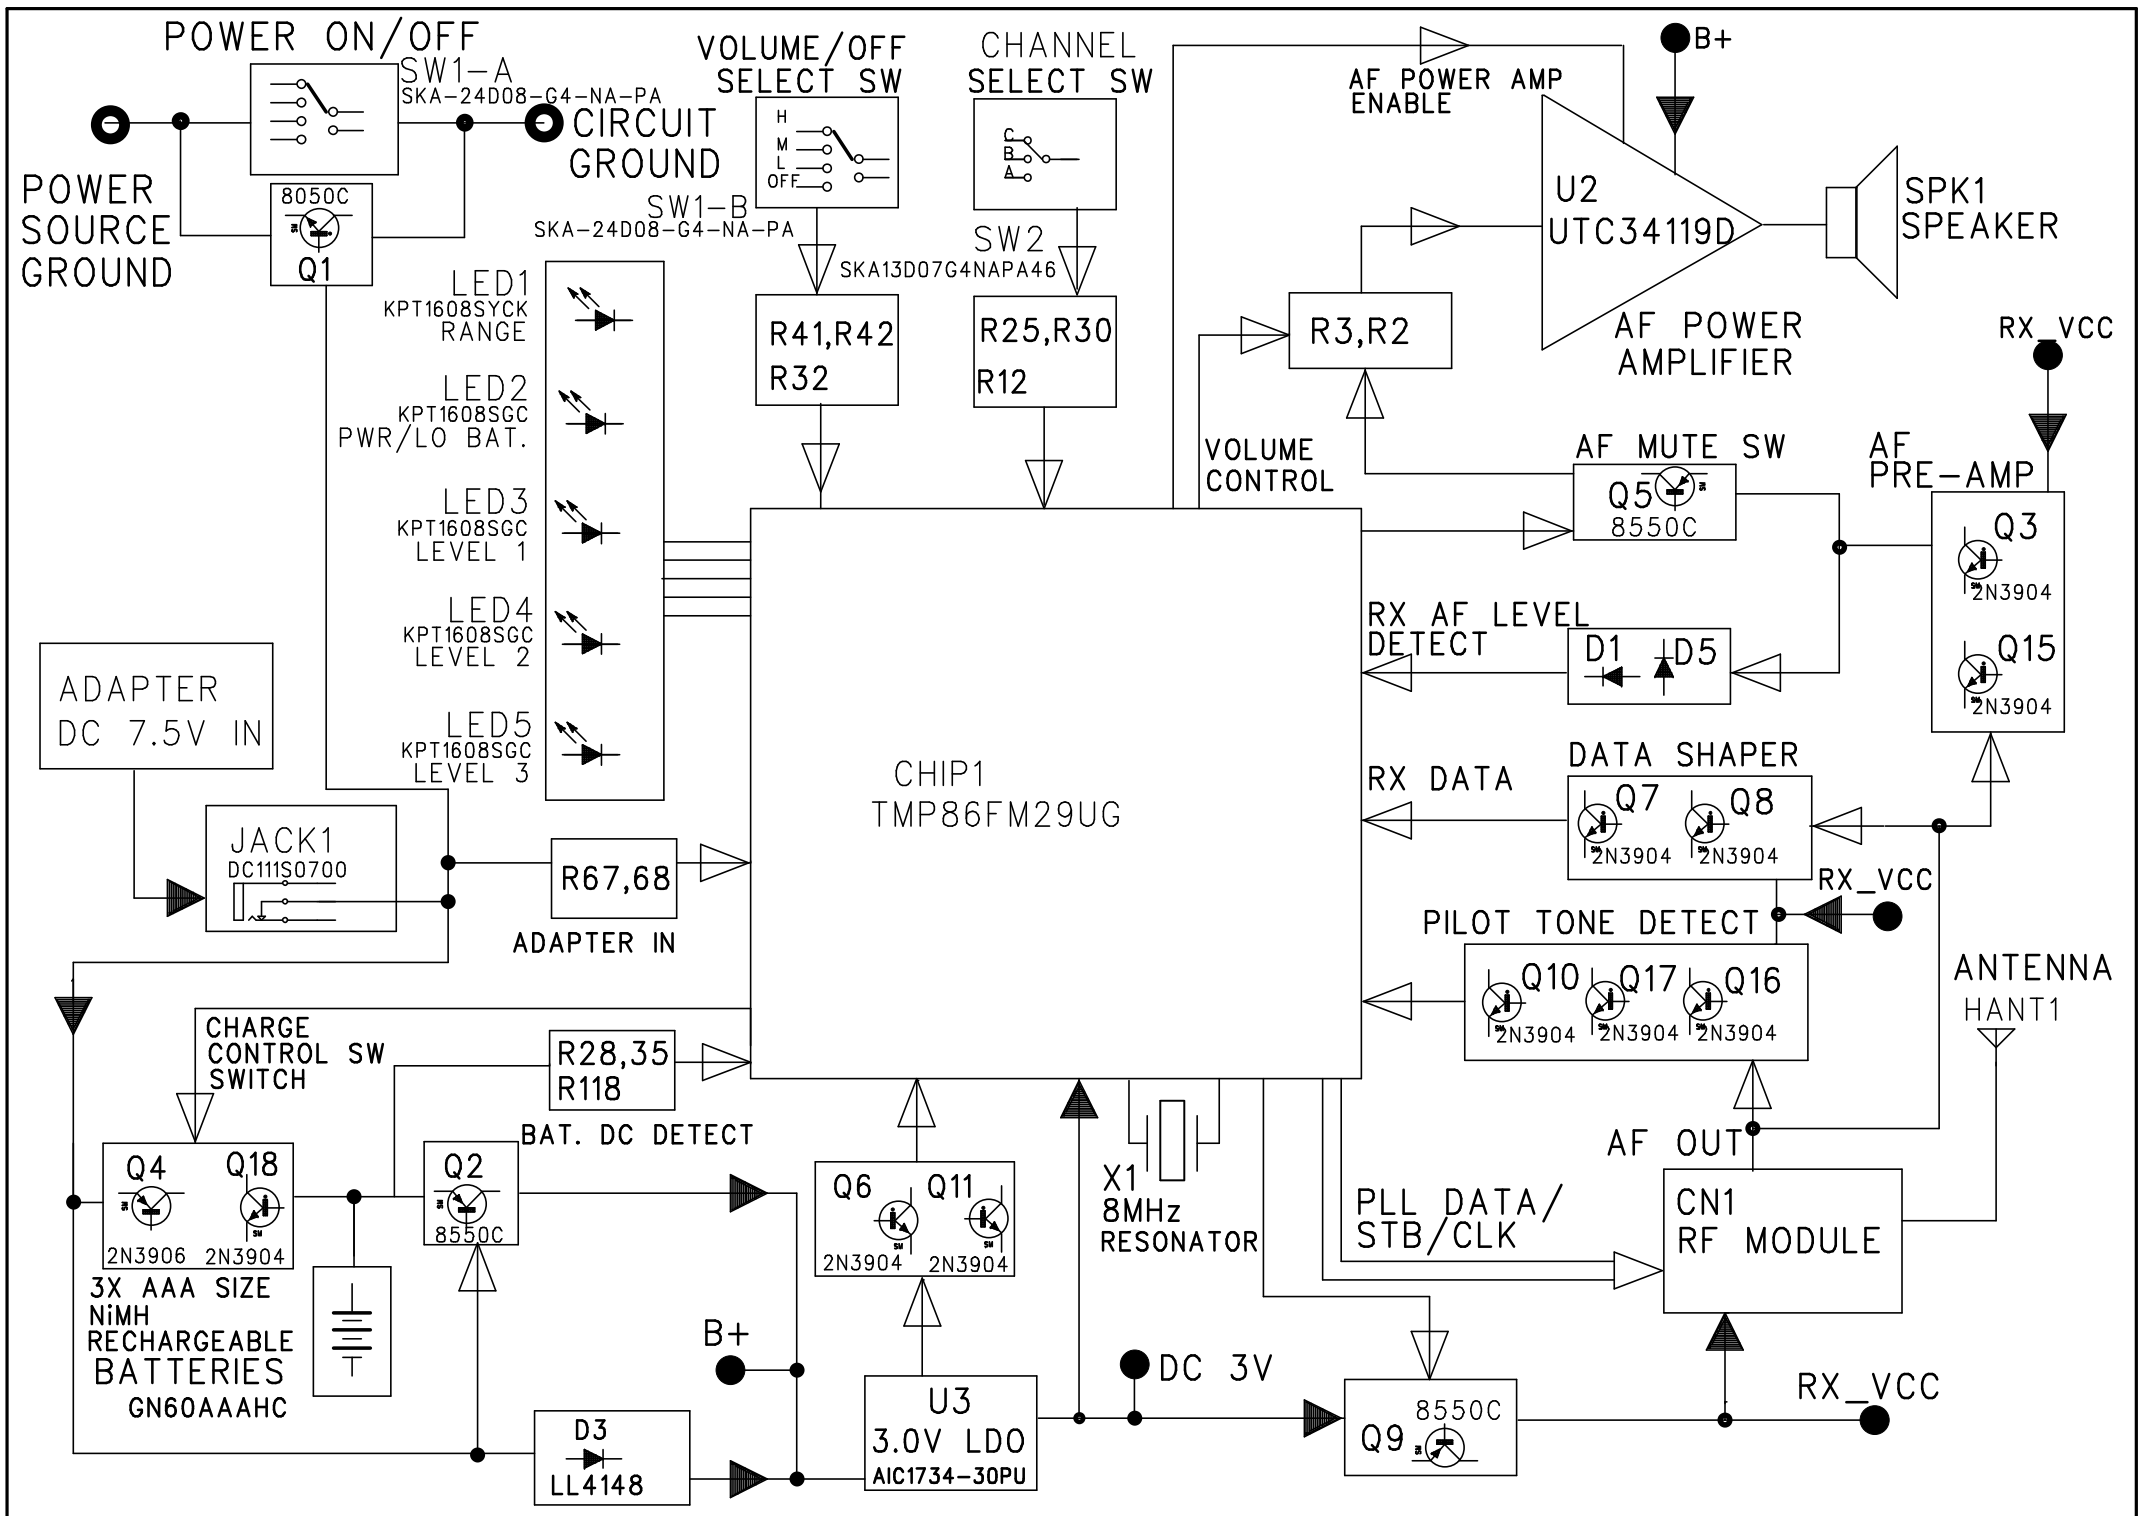 POWER ON/OFF
SW1-A
SKA-24D08-G4-NA-PA
POWER
SOURCE
GROUND
CIRCUIT
GROUND
8050C
Q1
VOLUME/OFF
SELECT SW
H
M
L
OFF
SW1-B
SKA-24D08-G4-NA-PA
CHANNEL
SELECT SW
C
B
A
SW2
SKA13D07G4NAPA46
AF POWER AMP
ENABLE
B+
U2
UTC34119D
SPK1
SPEAKER
AF POWER
AMPLIFIER
RX_VCC
LED1
KPT1608SYCK
RANGE
LED2
KPT1608SGC
PWR/LO BAT.
LED3
KPT1608SGC
LEVEL 1
LED4
KPT1608SGC
LEVEL 2
LED5
KPT1608SGC
LEVEL 3
R41,R42
R32
R25,R30
R12
R3,R2
VOLUME
CONTROL
AF MUTE SW
Q5
8550C
AF
PRE-AMP
Q3
2N3904
Q15
2N3904
RX AF LEVEL
DETECT
D1
D5
ADAPTER
DC 7.5V IN
JACK1
DC111S0700
R67,68
ADAPTER IN
CHIP1
TMP86FM29UG
RX DATA
DATA SHAPER
Q7
2N3904
Q8
2N3904
RX_VCC
PILOT TONE DETECT
Q10
2N3904
Q17
2N3904
Q16
2N3904
ANTENNA
HANT1
CHARGE
CONTROL SW
SWITCH
R28,35
R118
BAT. DC DETECT
Q4
2N3906
Q18
2N3904
Q2
8550C
3X AAA SIZE
NiMH
RECHARGEABLE
BATTERIES
GN60AAAHC
Q6
2N3904
Q11
2N3904
X1
8MHz
RESONATOR
PLL DATA/
STB/CLK
AF OUT
CN1
RF MODULE
B+
D3
LL4148
U3
3.0V LDO
AIC1734-30PU
DC 3V
8550C
Q9
RX_VCC